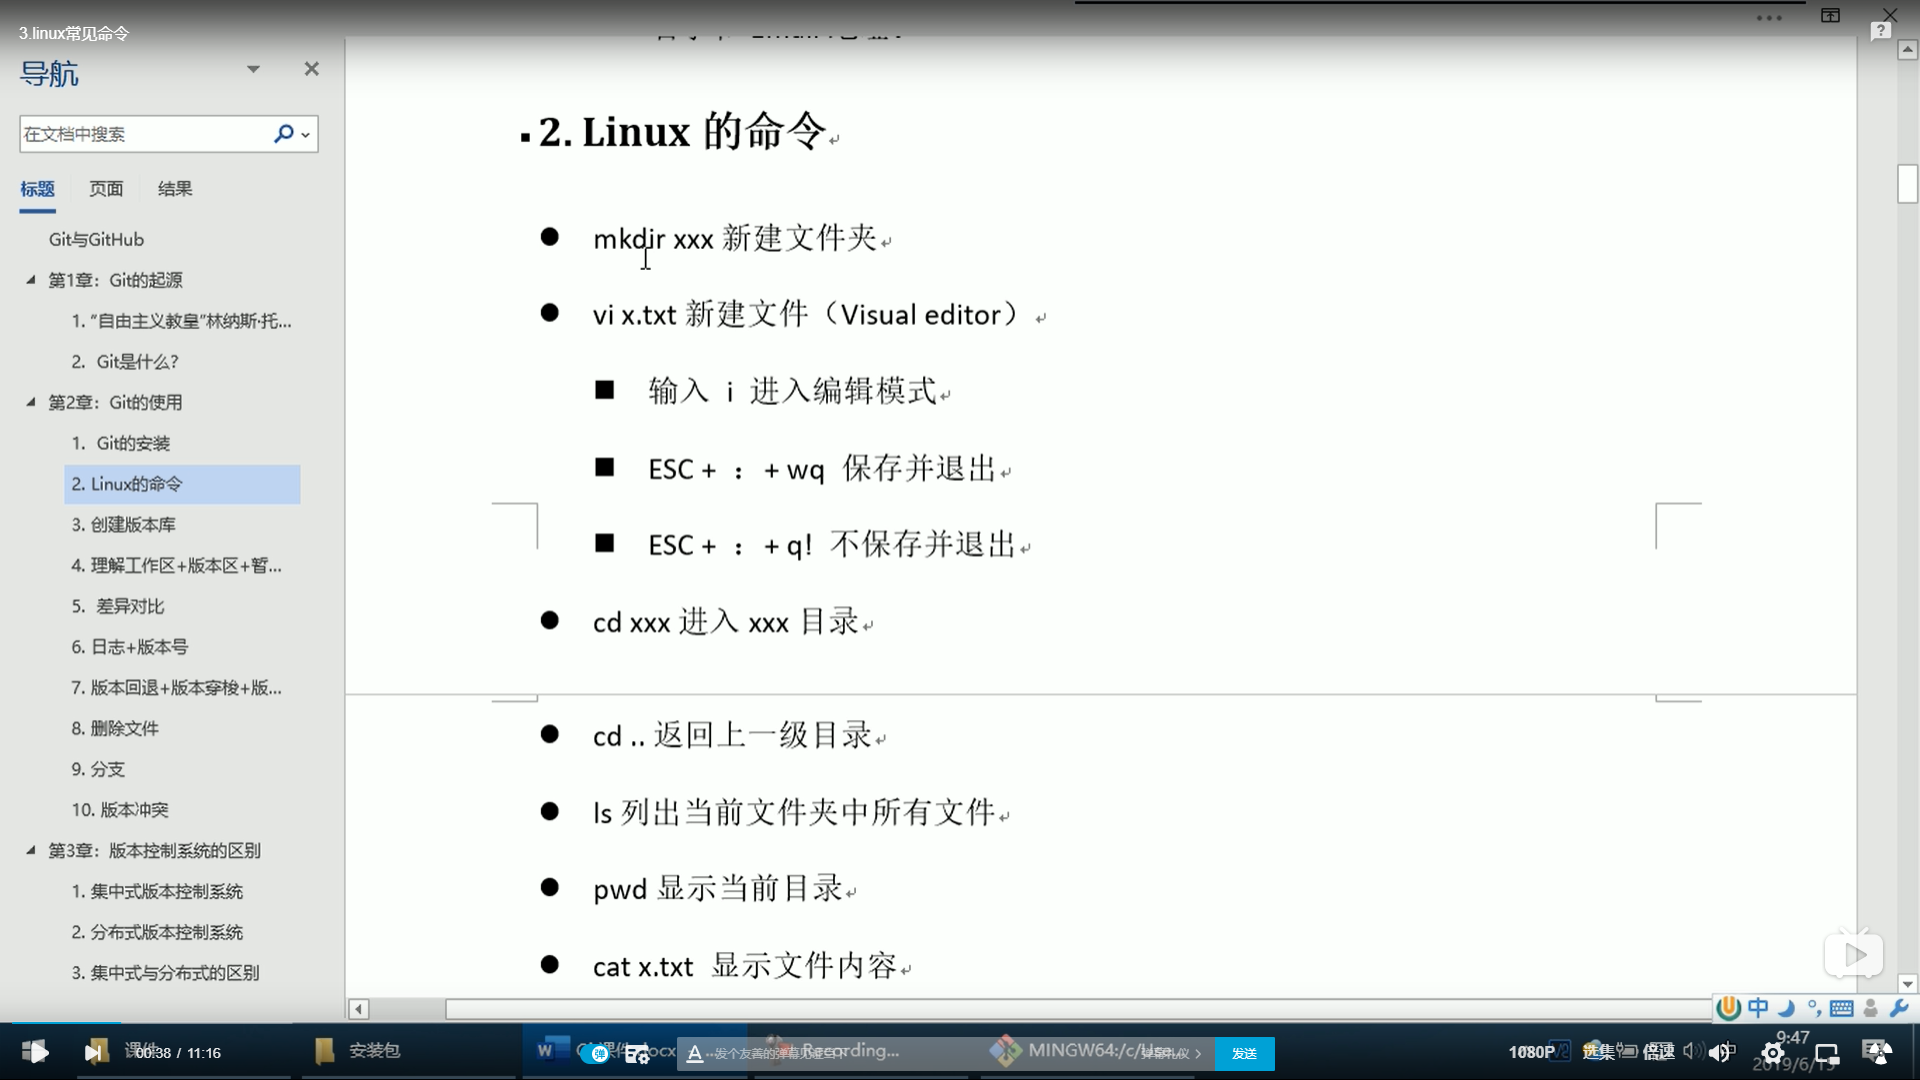 3.linux常见命令
导航
在文档中搜索
标题 页面 结果
Git与GitHub
第1章：Git的起源
1. “自由主义教皇”林纳斯·托...
2. Git是什么?
第2章：Git的使用
1. Git的安装
2. Linux的命令
3. 创建版本库
4. 理解工作区+版本区+暂...
5. 差异对比
6. 日志+版本号
7. 版本回退+版本穿梭+版...
8. 删除文件
9. 分支
10. 版本冲突
第3章：版本控制系统的区别
1. 集中式版本控制系统
2. 分布式版本控制系统
3. 集中式与分布式的区别
2. Linux 的命令
mkdir xxx 新建文件夹
vi x.txt 新建文件（Visual editor）
输入 i 进入编辑模式
ESC + ： + wq 保存并退出
ESC + ： + q! 不保存并退出
cd xxx 进入 xxx 目录
cd .. 返回上一级目录
ls 列出当前文件夹中所有文件
pwd 显示当前目录
cat x.txt 显示文件内容
中
00:38 / 11:16
安装包
弹
Recording...
MINGW64:/c/Use...
弹幕礼仪
发送
1080P
选集
倍速
9:47